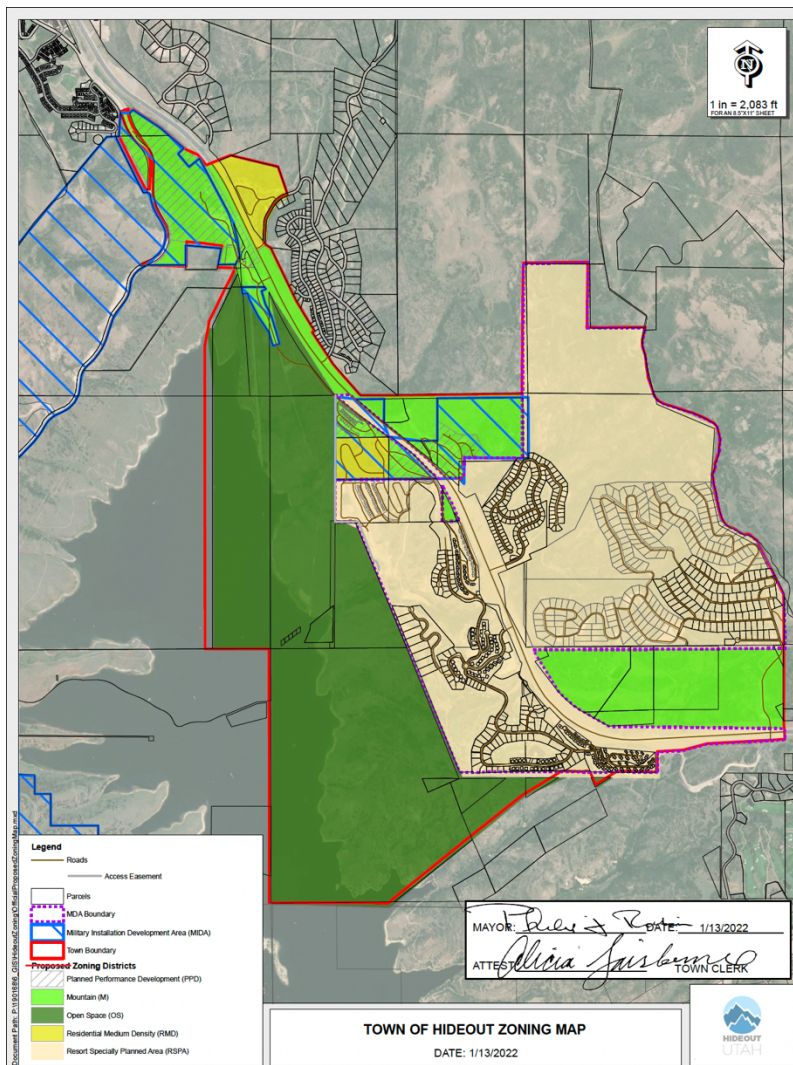 N
1 in = 2,083 ft
FOR AN 8.5"X11" SHEET
Legend
Roads
Access Easement
Parcels
MDA Boundary
Military Installation Development Area (MIDA)
Town Boundary
Proposed Zoning Districts
Planned Performance Development (PPD)
Mountain (M)
Open Space (OS)
Residential Medium Density (RMD)
Resort Specially Planned Area (RSPA)
MAYOR: DATE: 1/13/2022
ATTEST Alicia TOWN CLERK
TOWN OF HIDEOUT ZONING MAP
DATE: 1/13/2022
HIDEOUT
UTAH